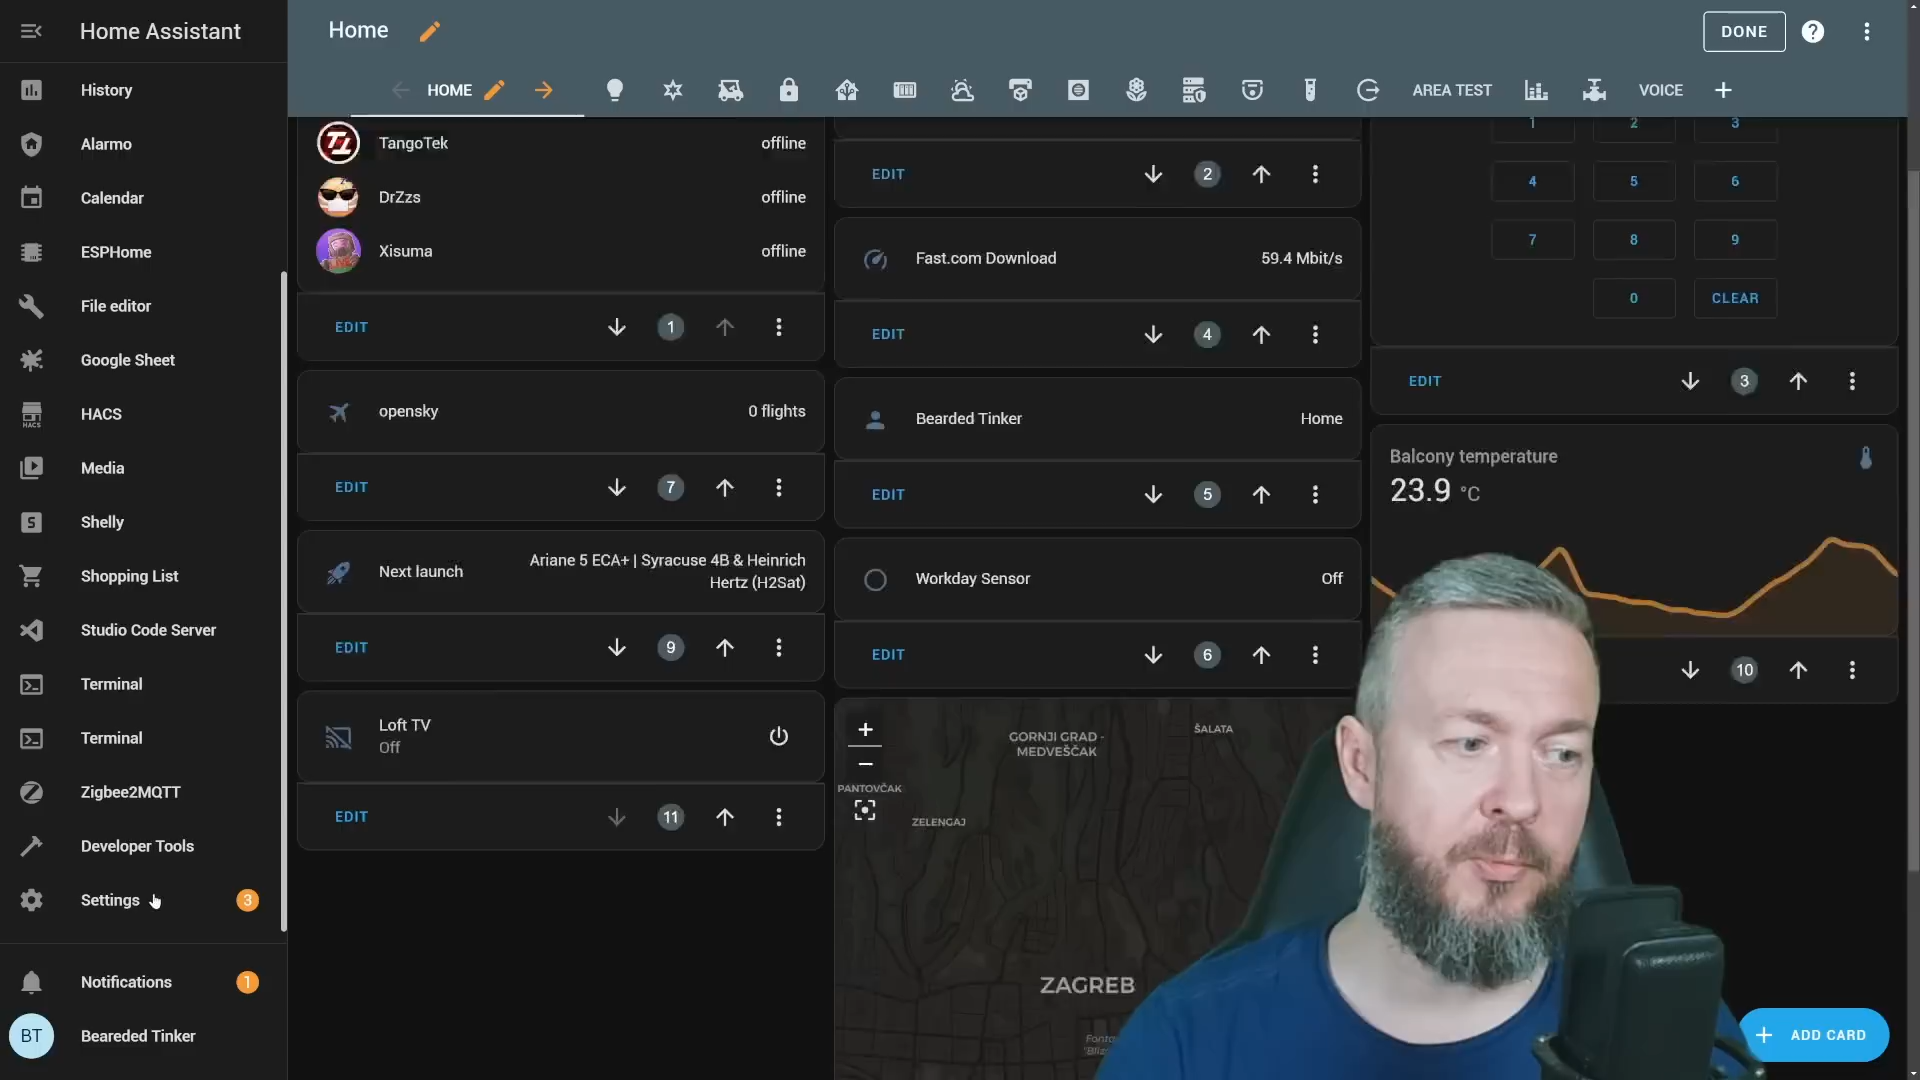 Home Assistant
History
Alarmo
Calendar
ESPHome
File editor
Google Sheet
HACS
HACS
Media
Shelly
Shopping List
Studio Code Server
Terminal
Terminal
Zigbee2MQTT
Developer Tools
Settings
3
Notifications
1
BT
Beareded Tinker
Home
DONE
HOME
AREA TEST
VOICE
TangoTek
offline
DrZzs
offline
Xisuma
offline
EDIT
1
opensky
0 flights
EDIT
7
Next launch
Ariane 5 ECA+ | Syracuse 4B & Heinrich
Hertz (H2Sat)
EDIT
9
Loft TV
Off
EDIT
11
EDIT
2
Fast.com Download
59.4 Mbit/s
EDIT
4
Bearded Tinker
Home
EDIT
5
Workday Sensor
Off
EDIT
6
GORNJI GRAD -
MEDVEŠČAK
ŠALATA
PANTOVČAK
ZELENGAJ
ZAGREB
1
2
3
4
5
6
7
8
9
0
CLEAR
EDIT
3
Balcony temperature
23.9 °C
10
ADD CARD